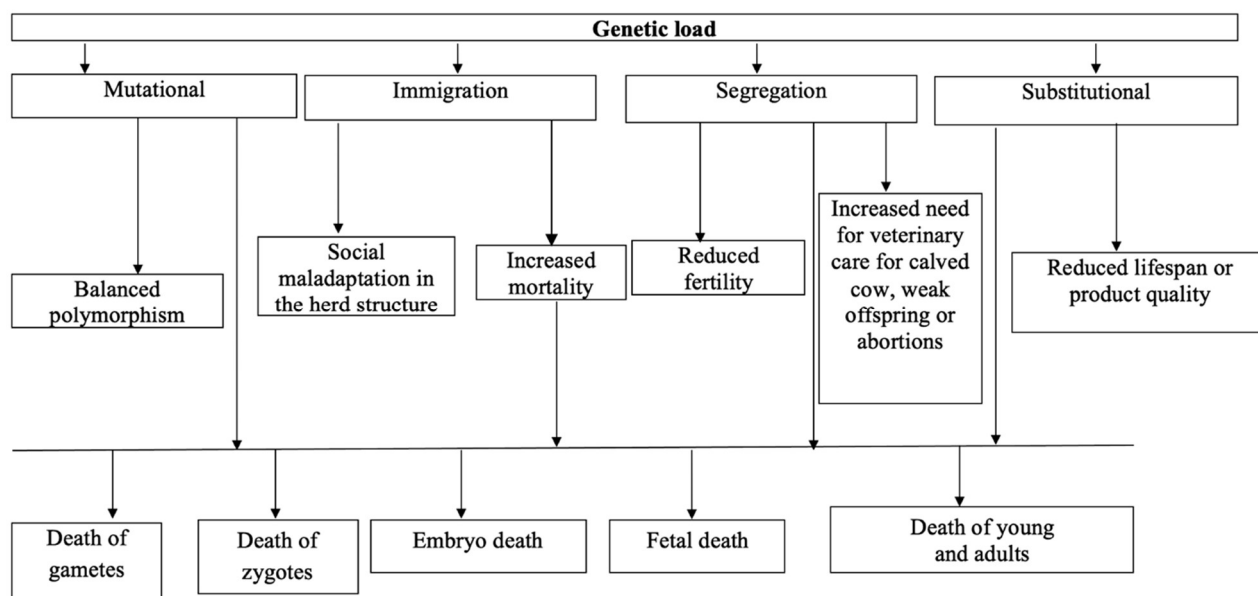 Genetic load
Mutational
Immigration
Segregation
Substitutional
Balanced
polymorphism
Social
maladaptation in
the herd structure
Increased
mortality
Reduced
fertility
Increased need
for veterinary
care for calved
cow, weak
offspring or
abortions
Reduced lifespan or
product quality
Death of
gametes
Death of
zygotes
Embryo death
Fetal death
Death of young
and adults